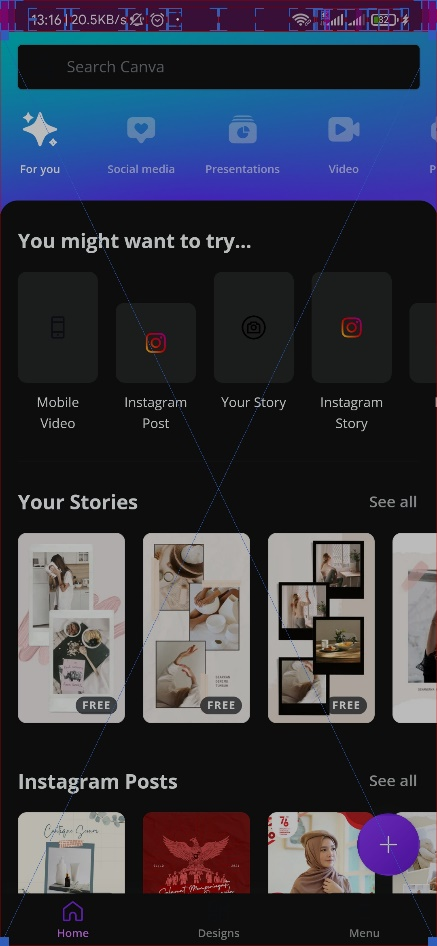 13:16 | 20.5KB/s
82
Search Canva
For you
Social media
Presentations
Video
P
You might want to try...
Mobile
Video
Instagram
Post
Your Story
Instagram
Story
Your Stories
See all
FREE
FREE
FREE
Instagram Posts
See all
76
Home
Designs
Menu